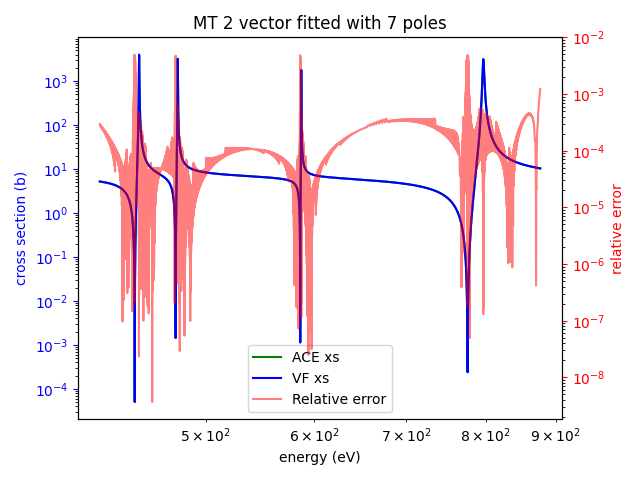 MT 2 vector fitted with 7 poles
cross section (b)
10³
10²
10¹
10⁰
10⁻¹
10⁻²
10⁻³
10⁻⁴
10⁻²
10⁻³
10⁻⁴
10⁻⁵
10⁻⁶
10⁻⁷
10⁻⁸
relative error
ACE xs
VF xs
Relative error
5 × 10² 6 × 10² 7 × 10² 8 × 10² 9 × 10²
energy (eV)